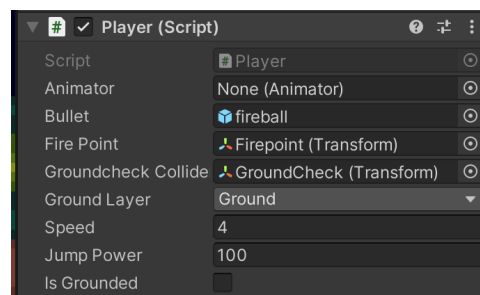 # Player (Script)
Script # Player
Animator None (Animator)
Bullet fireball
Fire Point Firepoint (Transform)
Groundcheck Collide GroundCheck (Transform)
Ground Layer Ground
Speed 4
Jump Power 100
Is Grounded